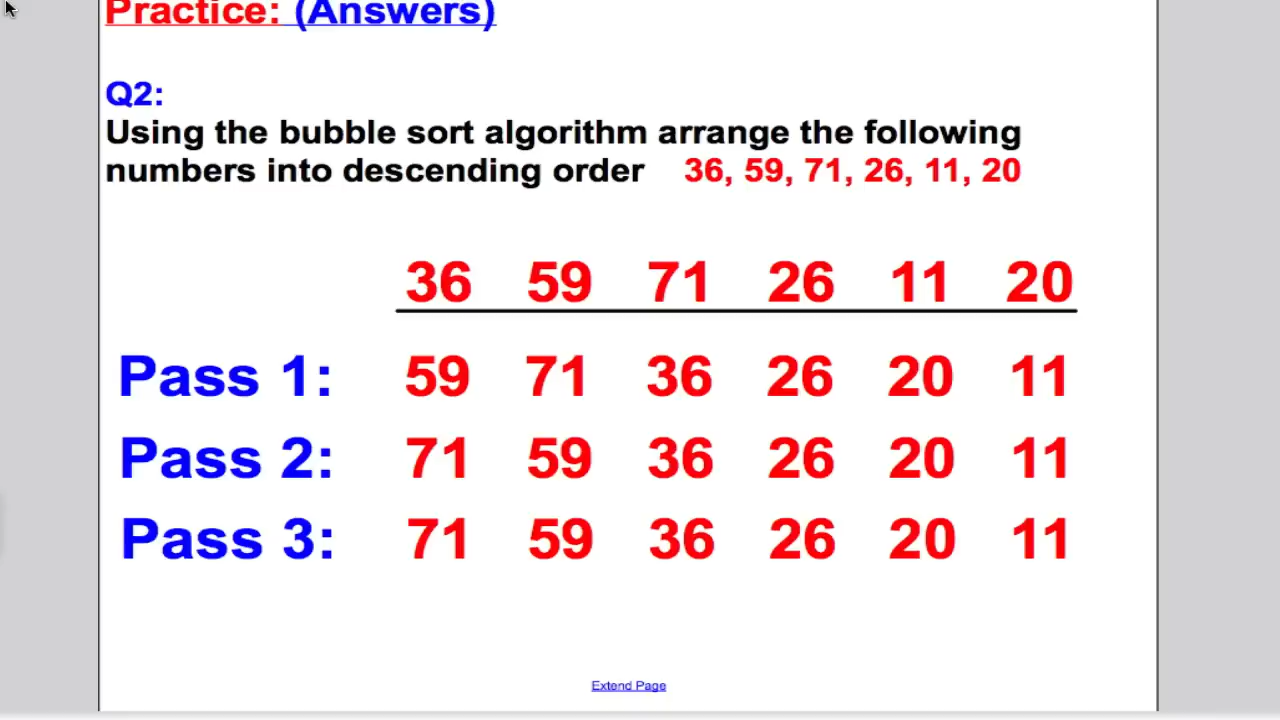 Practice: (Answers)
Q2:
Using the bubble sort algorithm arrange the following
numbers into descending order 36, 59, 71, 26, 11, 20
36 59 71 26 11 20
Pass 1: 59 71 36 26 20 11
Pass 2: 71 59 36 26 20 11
Pass 3: 71 59 36 26 20 11
Extend Page